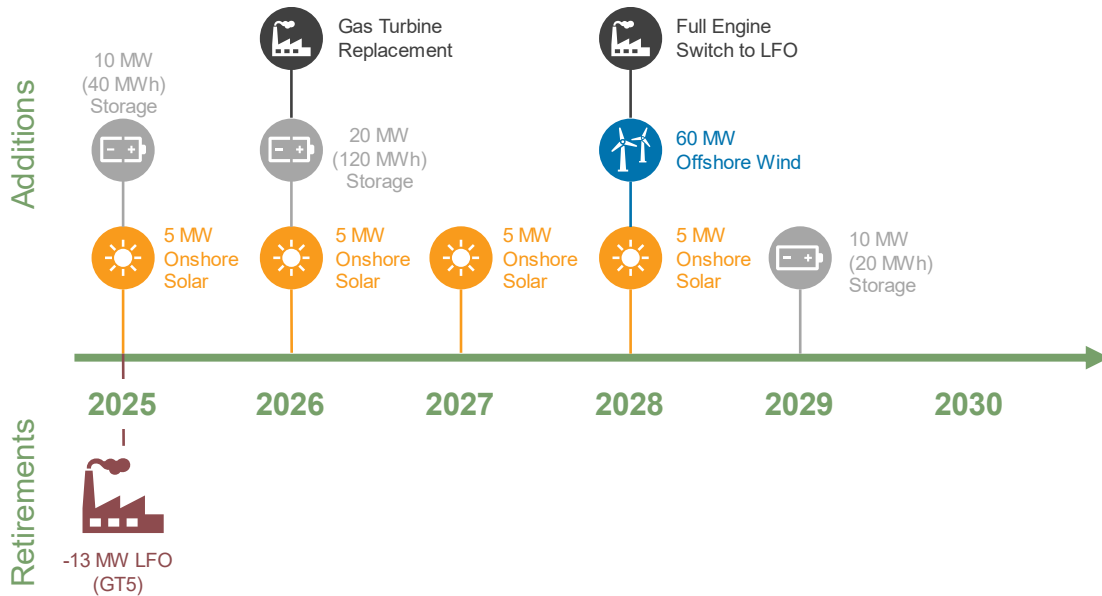 Additions
10 MW
(40 MWh)
Storage
Gas Turbine
Replacement
Full Engine
Switch to LFO
20 MW
(120 MWh)
Storage
60 MW
Offshore Wind
5 MW
Onshore
Solar
5 MW
Onshore
Solar
5 MW
Onshore
Solar
5 MW
Onshore
Solar
10 MW
(20 MWh)
Storage
2025
2026
2027
2028
2029
2030
Retirements
-13 MW LFO
(GT5)